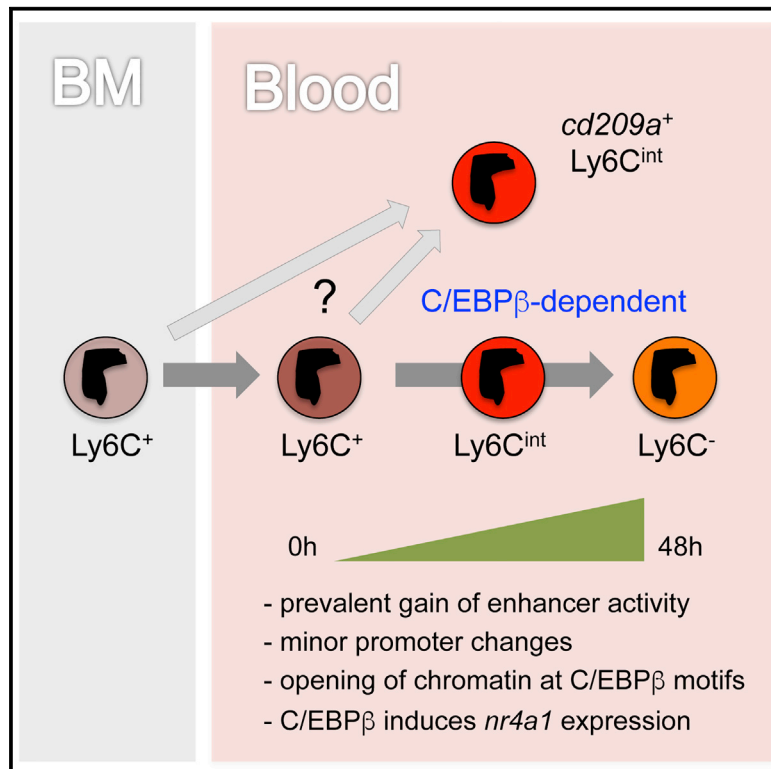 BM
Blood
cd209a⁺
Ly6Cⁱⁿᵗ
?
C/EBPβ-dependent
Ly6C⁺
Ly6C⁺
Ly6Cⁱⁿᵗ
Ly6C⁻
0h
48h
- prevalent gain of enhancer activity
- minor promoter changes
- opening of chromatin at C/EBPβ motifs
- C/EBPβ induces nr4a1 expression